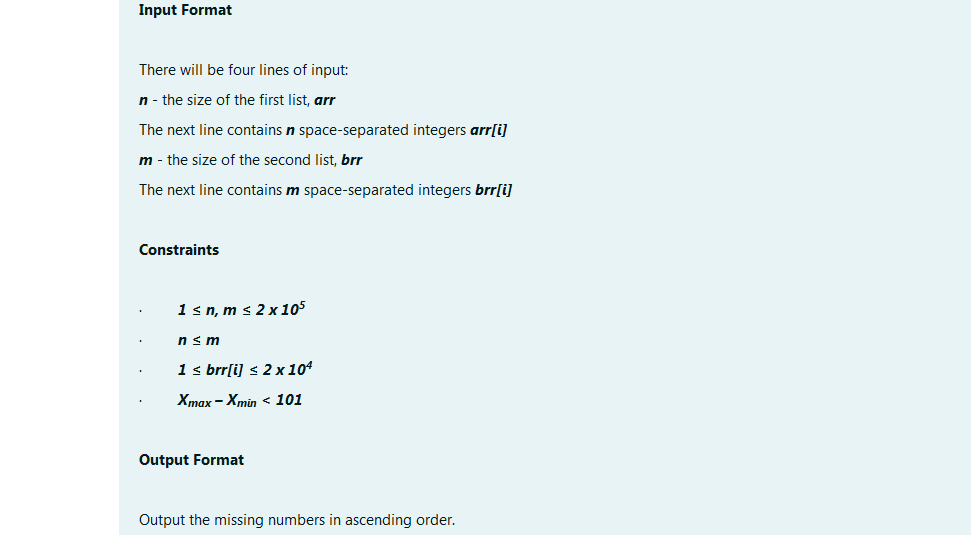 Input Format
There will be four lines of input:
n - the size of the first list, arr
The next line contains n space-separated integers arr[i]
m - the size of the second list, brr
The next line contains m space-separated integers brr[i]
Constraints
· 1 ≤ n, m ≤ 2 x 10⁵
· n ≤ m
· 1 ≤ brr[i] ≤ 2 x 10⁴
· Xmax – Xmin < 101
Output Format
Output the missing numbers in ascending order.